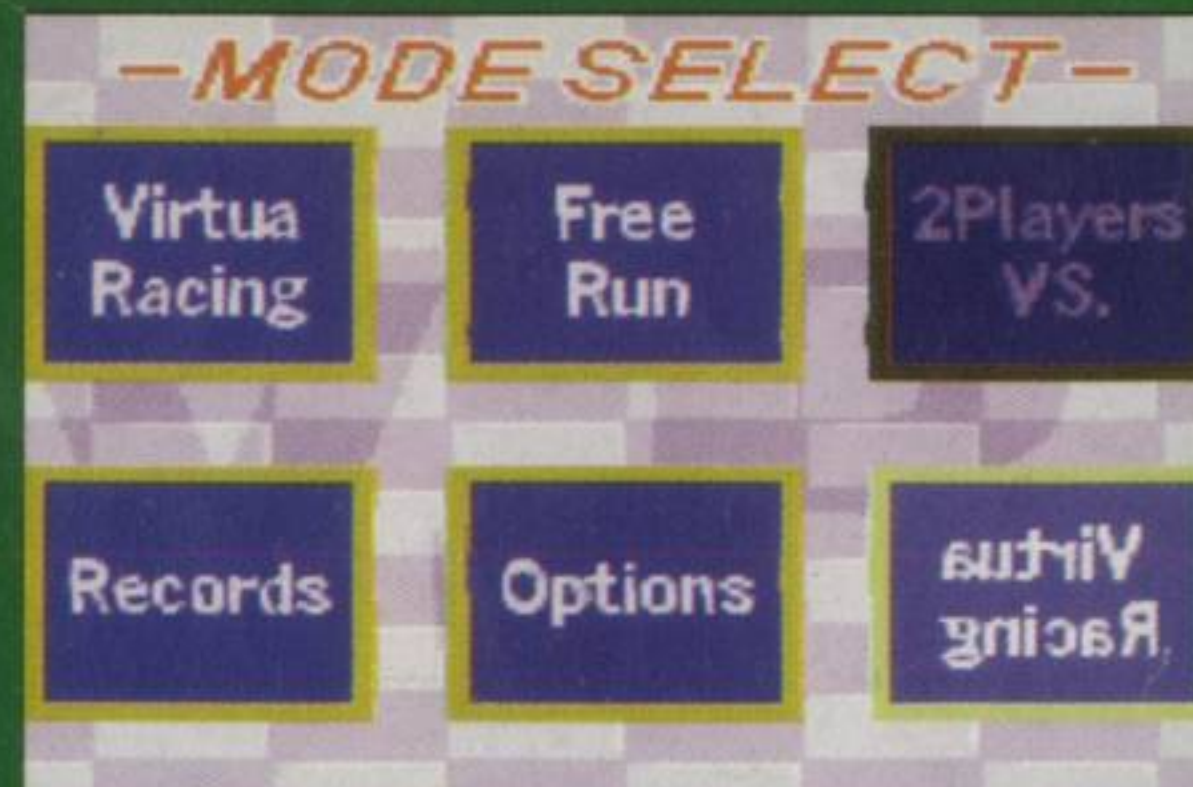 -MODE SELECT-
Virtua
Racing
Free
Run
2Players
VS.
Records
Options
Virtua
Racing